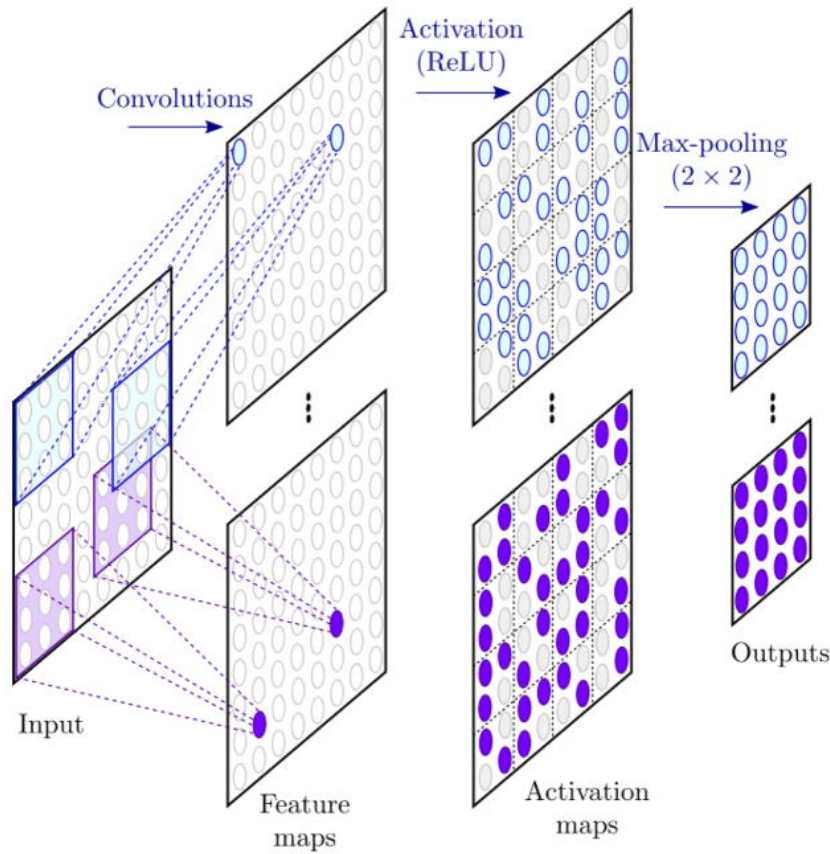 Convolutions
Activation
(ReLU)
Max-pooling
(2 × 2)
Input
Feature
maps
Activation
maps
Outputs